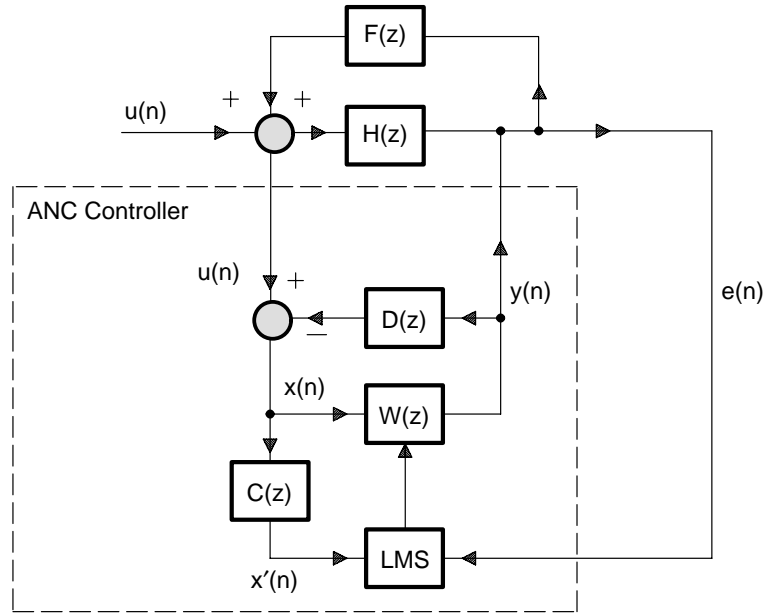 F(z)
+ +
u(n)
H(z)
ANC Controller
u(n)
+
y(n)
e(n)
D(z)
−
x(n)
W(z)
C(z)
LMS
x′(n)